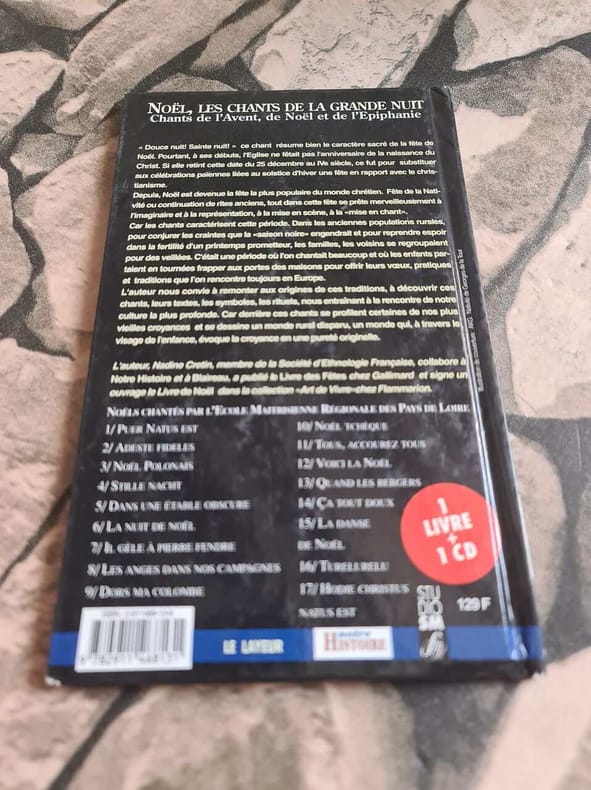 NOËL, LES CHANTS DE LA GRANDE NUIT
Chants de l'Avent, de Noël et de l'Epiphanie
« Douce nuit! Sainte nuit! » ce chant résume bien le caractère sacré de la fête de
Noël. Pourtant, à ses débuts, l'Eglise ne fêtait pas l'anniversaire de la naissance du
Christ. Si elle retint cette date du 25 décembre au IVe siècle, ce fut pour substituer
aux célébrations païennes liées au solstice d'hiver une fête en rapport avec le chris-
tianisme.
Depuis, Noël est devenue la fête la plus populaire du monde chrétien. Fête de la Nati-
vité ou continuation de rites anciens, tout dans cette fête se prête merveilleusement à
l'imaginaire et à la représentation, à la mise en scène, à la «mise en chant».
Car les chants caractérisent cette période. Dans les anciennes populations rurales,
pour conjurer les craintes que la «saison noire» engendrait et pour reprendre espoir
dans la fertilité d'un printemps prometteur, les familles, les voisins se regroupaient
pour des veillées. C'était une période où l'on chantait beaucoup et où les enfants par-
taient en tournées frapper aux portes des maisons pour offrir leurs vœux, pratiques
et traditions que l'on rencontre toujours en Europe.
L'auteur nous convie à remonter aux origines de ces traditions, à découvrir ces
chants, leurs textes, les symboles, les rituels, nous entraînant à la rencontre de notre
culture la plus profonde. Car derrière ces chants se profilent certaines de nos plus
vieilles croyances et se dessine un monde rural disparu, un monde qui, à travers le
visage de l'enfance, évoque la croyance en une pureté originelle.
L'auteur, Nadine Cretin, membre de la Société d'Ethnologie Française, collabore à
Notre Histoire et à Blaireau, a publié le Livre des Fêtes chez Gallimard et signe un
ouvrage le Livre de Noël dans la collection «Art de Vivre» chez Flammarion.
NOËLS CHANTÉS PAR L'ECOLE MAITRISIENNE RÉGIONALE DES PAYS DE LOIRE
1/ PUER NATUS EST
2/ ADESTE FIDELES
3/ NOËL POLONAIS
4/ STILLE NACHT
5/ DANS UNE ÉTABLE OBSCURE
6/ LA NUIT DE NOËL
7/ IL GÈLE À PIERRE FENDRE
8/ LES ANGES DANS NOS CAMPAGNES
9/ DORS MA COLOMBE
10/ NOËL TCHÈQUE
11/ TOUS, ACCOUREZ TOUS
12/ VOICI LA NOËL
13/ QUAND LES BERGERS
14/ ÇA TOUT DOUX
15/ LA DANSE
DE NOËL
16/ TURELURELU
17/ HODIE CHRISTUS
NATUS EST
1
LIVRE
+
1 CD
STU
DIO
SM
129 F
LE LAYEUR
notre
HISTOIRE